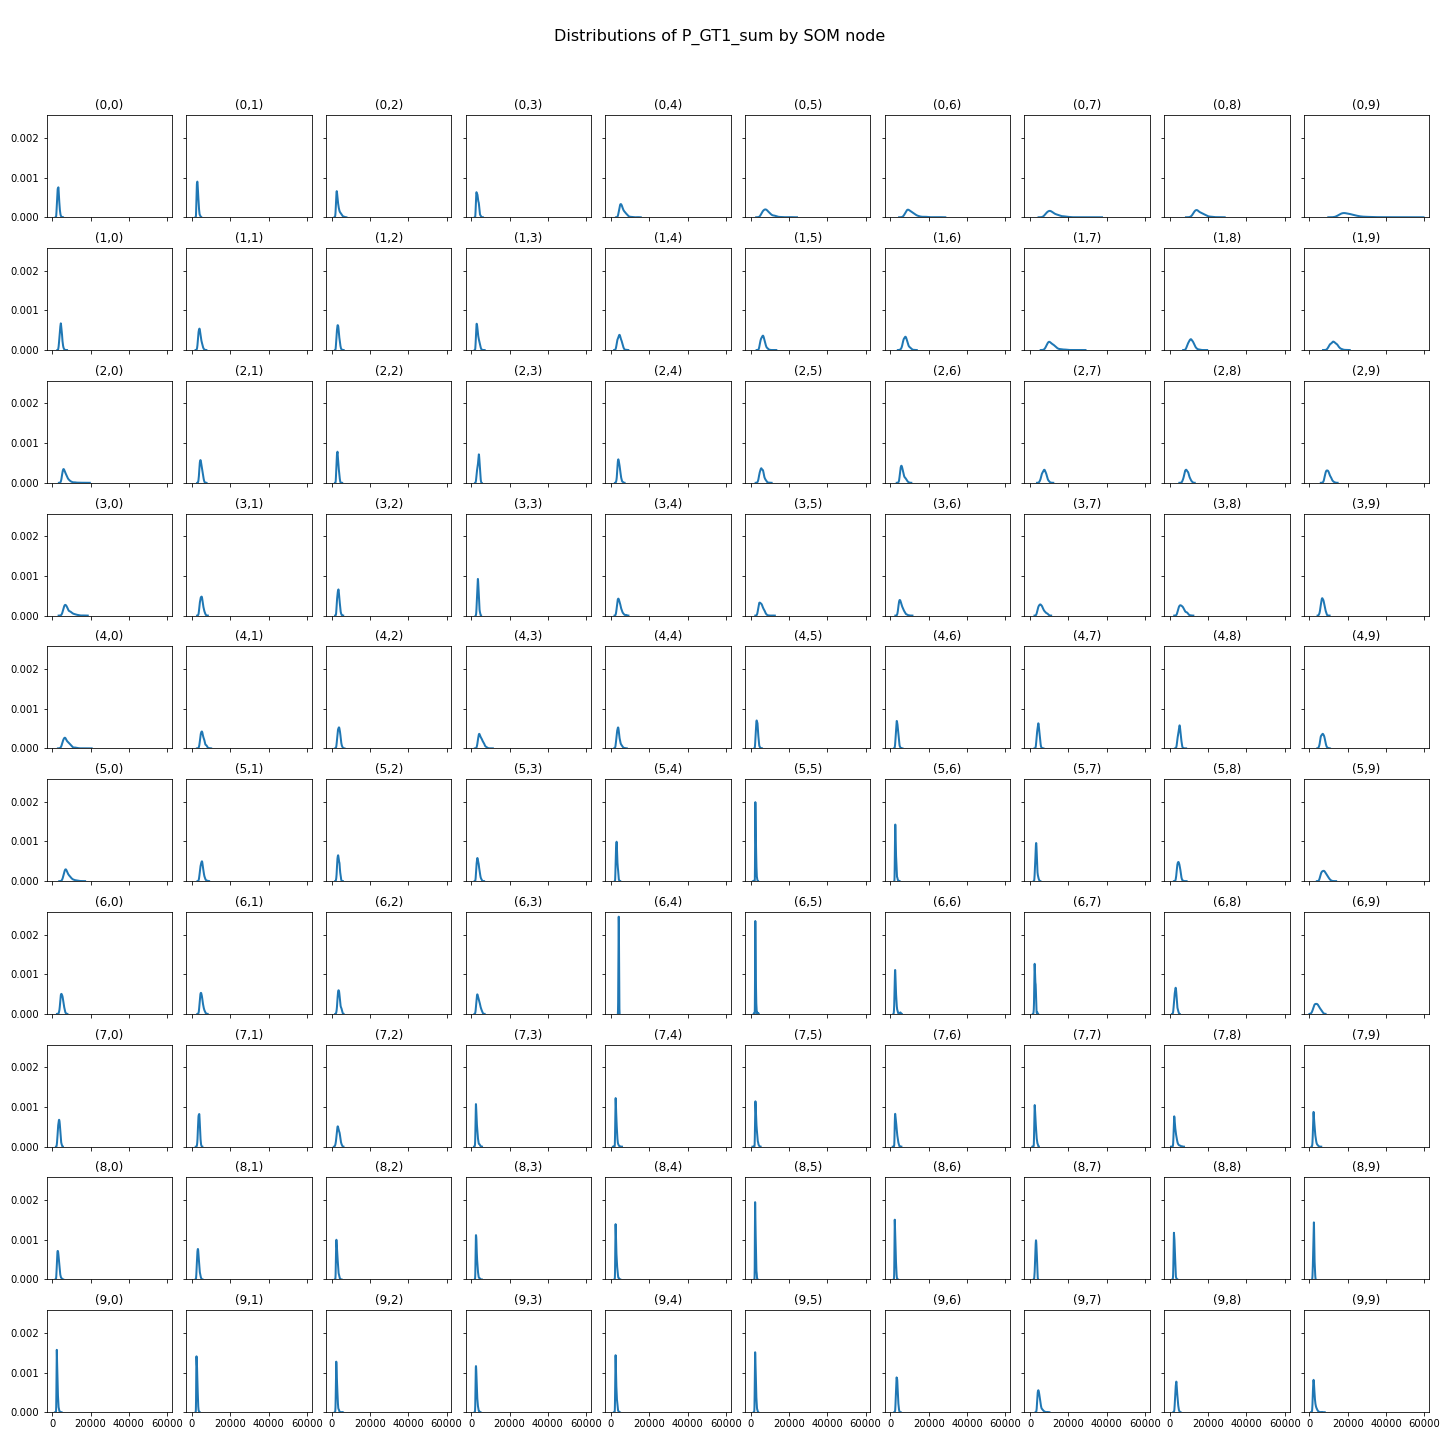 Distributions of P_GT1_sum by SOM node
(0,0) (0,1) (0,2) (0,3) (0,4) (0,5) (0,6) (0,7) (0,8) (0,9)
0.002
0.001
0.000
(1,0) (1,1) (1,2) (1,3) (1,4) (1,5) (1,6) (1,7) (1,8) (1,9)
0.002
0.001
0.000
(2,0) (2,1) (2,2) (2,3) (2,4) (2,5) (2,6) (2,7) (2,8) (2,9)
0.002
0.001
0.000
(3,0) (3,1) (3,2) (3,3) (3,4) (3,5) (3,6) (3,7) (3,8) (3,9)
0.002
0.001
0.000
(4,0) (4,1) (4,2) (4,3) (4,4) (4,5) (4,6) (4,7) (4,8) (4,9)
0.002
0.001
0.000
(5,0) (5,1) (5,2) (5,3) (5,4) (5,5) (5,6) (5,7) (5,8) (5,9)
0.002
0.001
0.000
(6,0) (6,1) (6,2) (6,3) (6,4) (6,5) (6,6) (6,7) (6,8) (6,9)
0.002
0.001
0.000
(7,0) (7,1) (7,2) (7,3) (7,4) (7,5) (7,6) (7,7) (7,8) (7,9)
0.002
0.001
0.000
(8,0) (8,1) (8,2) (8,3) (8,4) (8,5) (8,6) (8,7) (8,8) (8,9)
0.002
0.001
0.000
(9,0) (9,1) (9,2) (9,3) (9,4) (9,5) (9,6) (9,7) (9,8) (9,9)
0.002
0.001
0.000
0 20000 40000 60000 0 20000 40000 60000 0 20000 40000 60000 0 20000 40000 60000 0 20000 40000 60000 0 20000 40000 60000 0 20000 40000 60000 0 20000 40000 60000 0 20000 40000 60000 0 20000 40000 60000